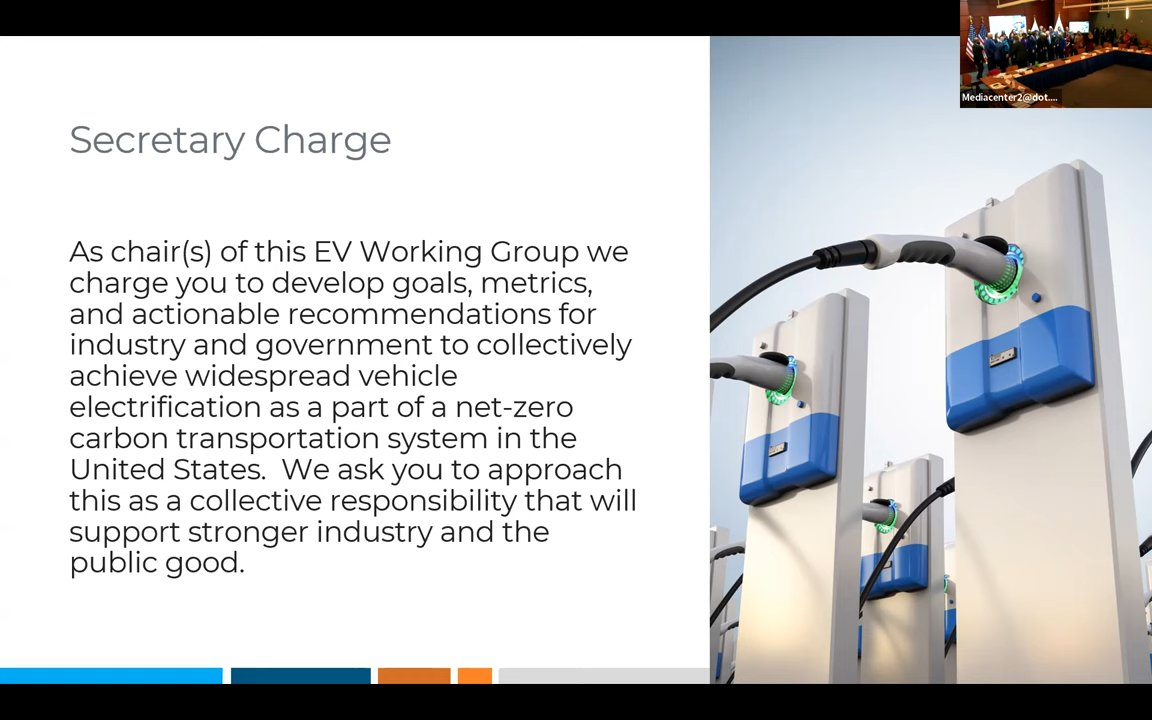 Mediacenter2@dot....
Secretary Charge
As chair(s) of this EV Working Group we
charge you to develop goals, metrics,
and actionable recommendations for
industry and government to collectively
achieve widespread vehicle
electrification as a part of a net-zero
carbon transportation system in the
United States.  We ask you to approach
this as a collective responsibility that will
support stronger industry and the
public good.